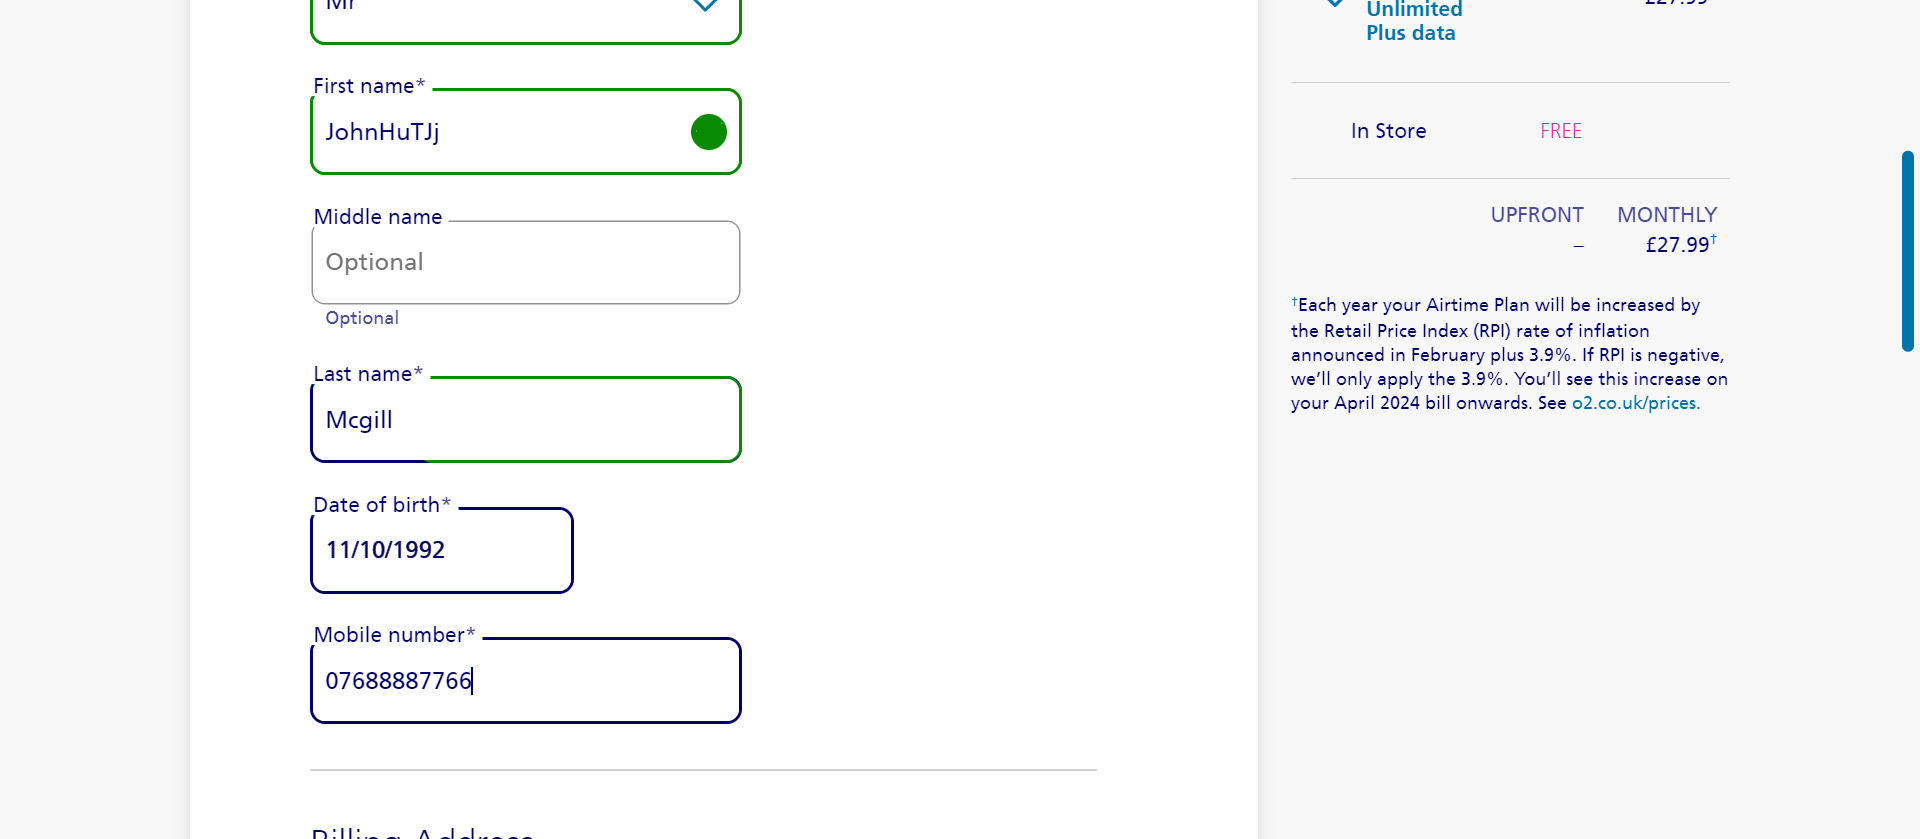 Mr
First name*
JohnHuTJj
Middle name
Optional
Optional
Last name*
Mcgill
Date of birth*
11/10/1992
Mobile number*
07688887766
Billing Address
Unlimited
Plus data
£27.99
In Store FREE
UPFRONT MONTHLY
– £27.99†
†Each year your Airtime Plan will be increased by
the Retail Price Index (RPI) rate of inflation
announced in February plus 3.9%. If RPI is negative,
we’ll only apply the 3.9%. You’ll see this increase on
your April 2024 bill onwards. See o2.co.uk/prices.